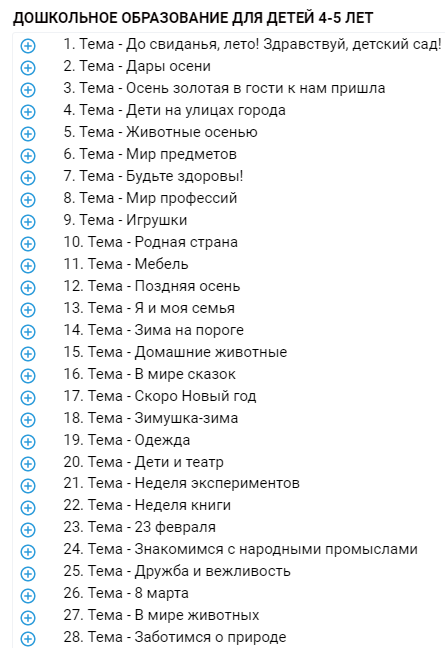 ДОШКОЛЬНОЕ ОБРАЗОВАНИЕ ДЛЯ ДЕТЕЙ 4-5 ЛЕТ
1. Тема - До свиданья, лето! Здравствуй, детский сад!
2. Тема - Дары осени
3. Тема - Осень золотая в гости к нам пришла
4. Тема - Дети на улицах города
5. Тема - Животные осенью
6. Тема - Мир предметов
7. Тема - Будьте здоровы!
8. Тема - Мир профессий
9. Тема - Игрушки
10. Тема - Родная страна
11. Тема - Мебель
12. Тема - Поздняя осень
13. Тема - Я и моя семья
14. Тема - Зима на пороге
15. Тема - Домашние животные
16. Тема - В мире сказок
17. Тема - Скоро Новый год
18. Тема - Зимушка-зима
19. Тема - Одежда
20. Тема - Дети и театр
21. Тема - Неделя экспериментов
22. Тема - Неделя книги
23. Тема - 23 февраля
24. Тема - Знакомимся с народными промыслами
25. Тема - Дружба и вежливость
26. Тема - 8 марта
27. Тема - В мире животных
28. Тема - Заботимся о природе